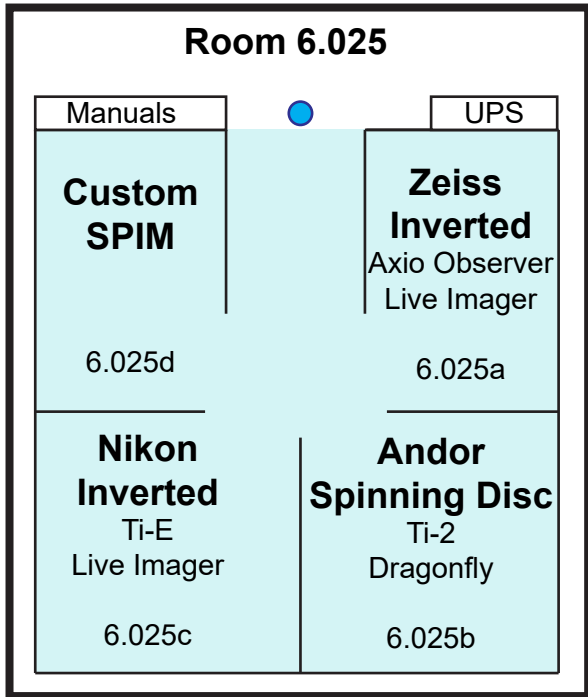 Room 6.025
Manuals
UPS
Custom
SPIM
6.025d
Zeiss
Inverted
Axio Observer
Live Imager
6.025a
Nikon
Inverted
Ti-E
Live Imager
6.025c
Andor
Spinning Disc
Ti-2
Dragonfly
6.025b